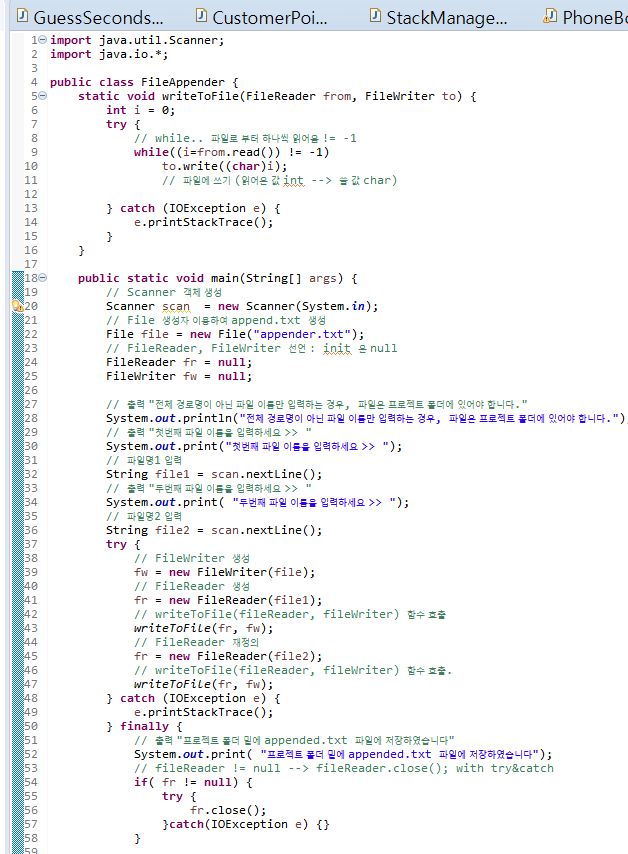 GuessSeconds... CustomerPoi... StackManage... PhoneBo
1 import java.util.Scanner;
2 import java.io.*;
3
4 public class FileAppender {
5 static void writeToFile(FileReader from, FileWriter to) {
6 int i = 0;
7 try {
8 // while.. 파일로 부터 하나씩 읽어옴 != -1
9 while((i=from.read()) != -1)
10 to.write((char)i);
11 // 파일에 쓰기 (읽어온 값 int --> 쓸 값 char)
12
13 } catch (IOException e) {
14 e.printStackTrace();
15 }
16 }
17
18 public static void main(String[] args) {
19 // Scanner 객체 생성
20 Scanner scan  = new Scanner(System.in);
21 // File 생성자 이용하여 append.txt 생성
22 File file = new File("appender.txt");
23 // FileReader, FileWriter 선언 : init 은 null
24 FileReader fr = null;
25 FileWriter fw = null;
26
27 // 출력 "전체 경로명이 아닌 파일 이름만 입력하는 경우, 파일은 프로젝트 폴더에 있어야 합니다."
28 System.out.println("전체 경로명이 아닌 파일 이름만 입력하는 경우, 파일은 프로젝트 폴더에 있어야 합니다.")
29 // 출력 "첫번째 파일 이름을 입력하세요 >> "
30 System.out.print("첫번째 파일 이름을 입력하세요 >> ");
31 // 파일명1 입력
32 String file1 = scan.nextLine();
33 // 출력 "두번째 파일 이름을 입력하세요 >> "
34 System.out.print( "두번째 파일 이름을 입력하세요 >> ");
35 // 파일명2 입력
36 String file2 = scan.nextLine();
37 try {
38 // FileWriter 생성
39 fw = new FileWriter(file);
40 // FileReader 생성
41 fr = new FileReader(file1);
42 // writeToFile(fileReader, fileWriter) 함수 호출
43 writeToFile(fr, fw);
44 // FileReader 재정의
45 fr = new FileReader(file2);
46 // writeToFile(fileReader, fileWriter) 함수 호출.
47 writeToFile(fr, fw);
48 } catch (IOException e) {
49 e.printStackTrace();
50 } finally {
51 // 출력 "프로젝트 폴더 밑에 appended.txt 파일에 저장하였습니다"
52 System.out.print( "프로젝트 폴더 밑에 appended.txt 파일에 저장하였습니다");
53 // fileReader != null --> fileReader.close(); with try&catch
54 if( fr != null) {
55 try {
56 fr.close();
57 }catch(IOException e) {}
58 }
59